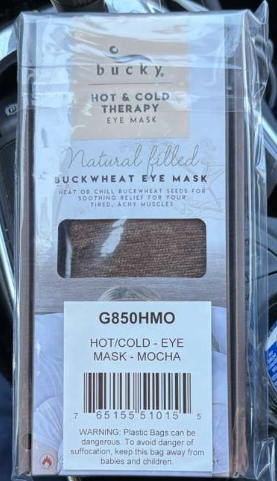 bucky®
HOT & COLD
THERAPY
EYE MASK
Natural filled
BUCKWHEAT EYE MASK
HEAT OR CHILL BUCKWHEAT SEEDS FOR
SOOTHING RELIEF FOR YOUR
TIRED, ACHY MUSCLES
G850HMO
HOT/COLD - EYE
MASK - MOCHA
7 65155 51015 5
WARNING: Plastic Bags can be
dangerous. To avoid danger of
suffocation, keep this bag away from
babies and children.